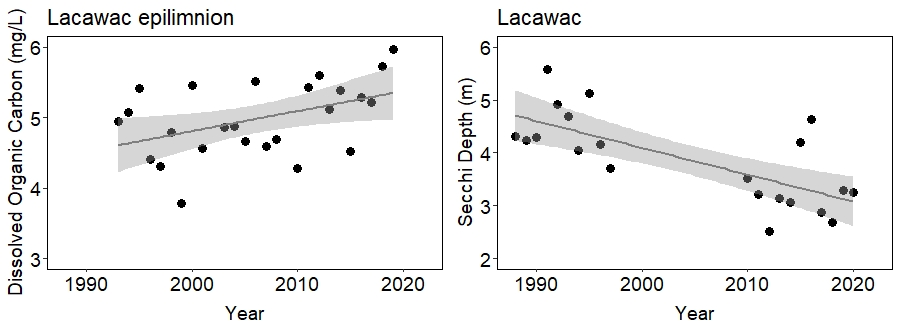 Lacawac epilimnion
Dissolved Organic Carbon (mg/L)
6
5
4
3
1990 2000 2010 2020
Year
Lacawac
Secchi Depth (m)
6
5
4
3
2
1990 2000 2010 2020
Year